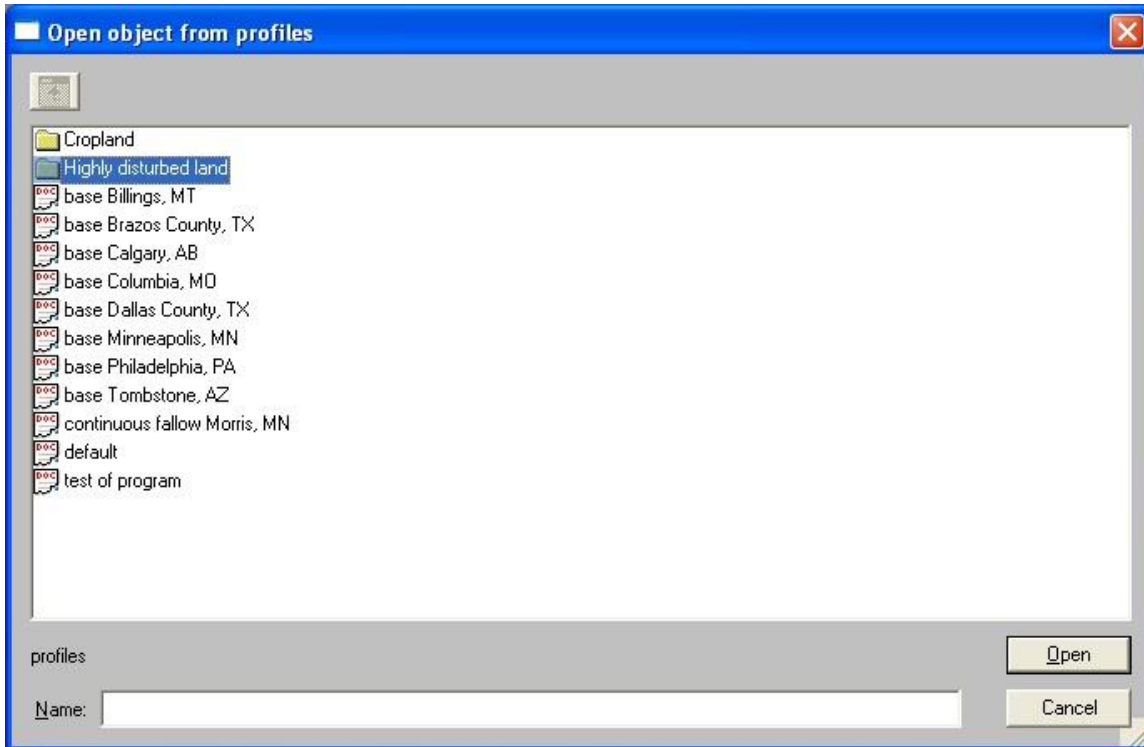 Open object from profiles
Cropland
Highly disturbed land
base Billings, MT
base Brazos County, TX
base Calgary, AB
base Columbia, MO
base Dallas County, TX
base Minneapolis, MN
base Philadelphia, PA
base Tombstone, AZ
continuous fallow Morris, MN
default
test of program
profiles
Open
Name:
Cancel